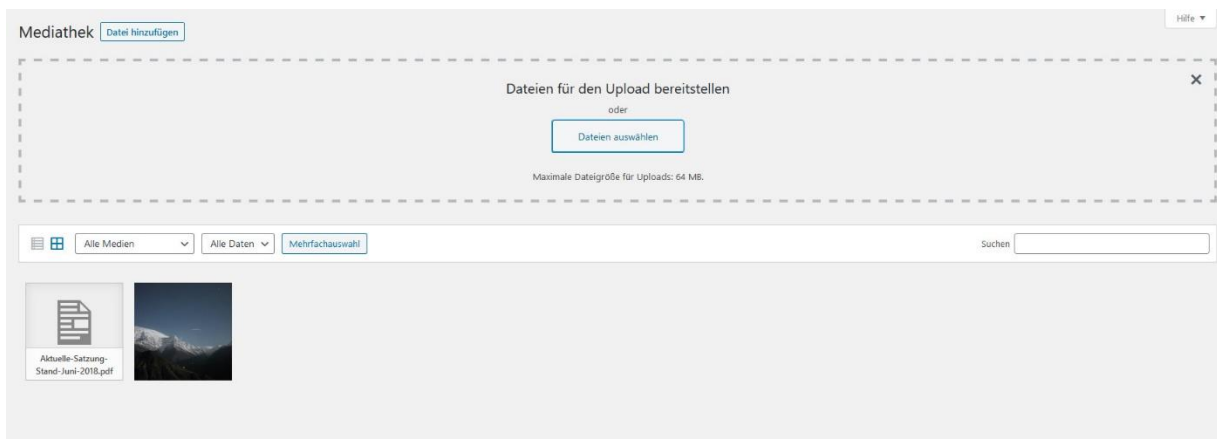 Hilfe
Mediathek
Datei hinzufügen
Dateien für den Upload bereitstellen
oder
Dateien auswählen
Maximale Dateigröße für Uploads: 64 MB.
Alle Medien
Alle Daten
Mehrfachauswahl
Suchen
Aktuelle-Satzung-
Stand-Juni-2018.pdf